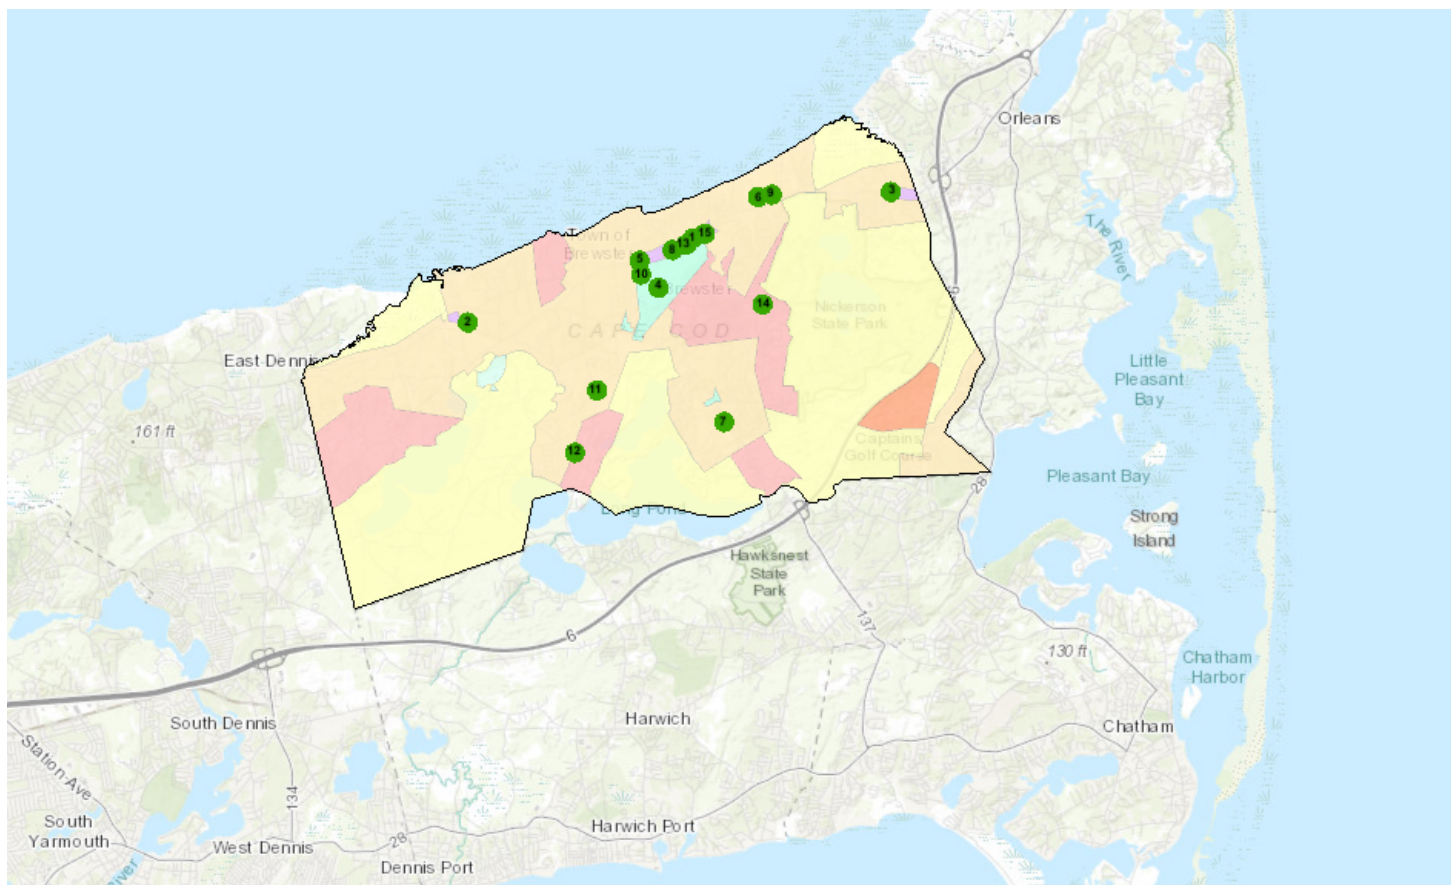 Orleans
The River
6
9
3
15
1
13
8
5
Town of
Brewster
10
4
Brewster
14
Nickerson
State Park
2
CAPE COD
East Dennis
Little
Pleasant
Bay
11
161 ft
7
12
Captains
Golf Course
Pleasant Bay
28
Long Pond
Strong
Island
Hawksnest
State
Park
137
6
130 ft
Chatham
Harbor
South Dennis
Harwich
Chatham
Station Ave
134
South
Yarmouth
Harwich Port
28
West Dennis
Dennis Port
River